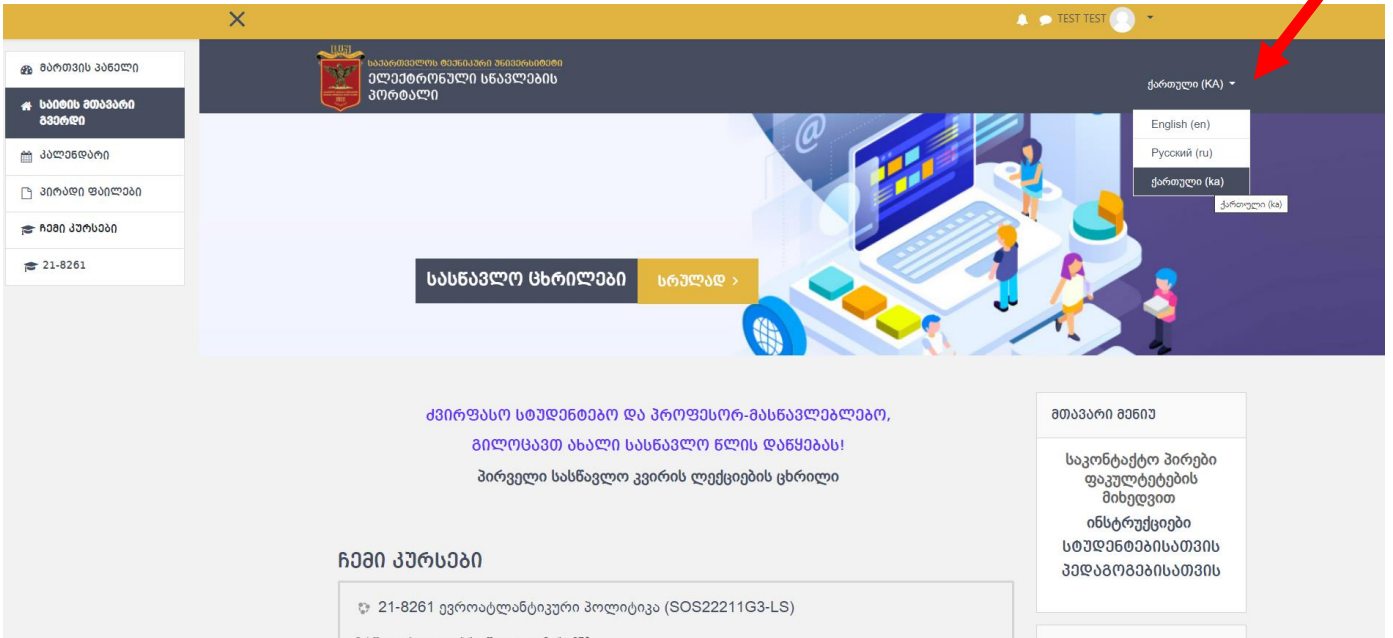 TEST TEST
მართვის პანელი
საიტის მთავარი
გვერდი
კალენდარი
პირადი ფაილები
ჩემი კურსები
21-8261
საქართველოს ტექნიკური უნივერსიტეტი
ელექტრონული სწავლების
პორტალი
ქართული (KA)
English (en)
Русский (ru)
ქართული (ka)
ქართული (ka)
სასწავლო ცხრილები
სრულად >
ძვირფასო სტუდენტებო და პროფესორ-მასწავლებლებო,
გილოცავთ ახალი სასწავლო წლის დაწყებას!
პირველი სასწავლო კვირის ლექციების ცხრილი
მთავარი მენიუ
საკონტაქტო პირები
ფაკულტეტების
მიხედვით
ინსტრუქციები
სტუდენტებისათვის
პედაგოგებისათვის
ჩემი კურსები
21-8261 ევროატლანტიკური პოლიტიკა (SOS22211G3-LS)